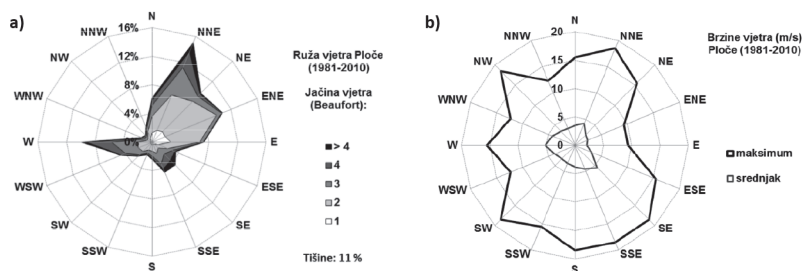 a)
N
NNE
NE
ENE
E
ESE
SE
SSE
S
SSW
SW
WSW
W
WNW
NW
NNW
16%
12%
8%
4%
0%
Ruža vjetra Ploče
(1981-2010)
Jačina vjetra
(Beaufort):
> 4
4
3
2
1
Tišine: 11 %
b)
N
NNE
NE
ENE
E
ESE
SE
SSE
S
SSW
SW
WSW
W
WNW
NW
NNW
20
15
10
5
0
Brzine vjetra (m/s)
Ploče (1981-2010)
maksimum
srednjak